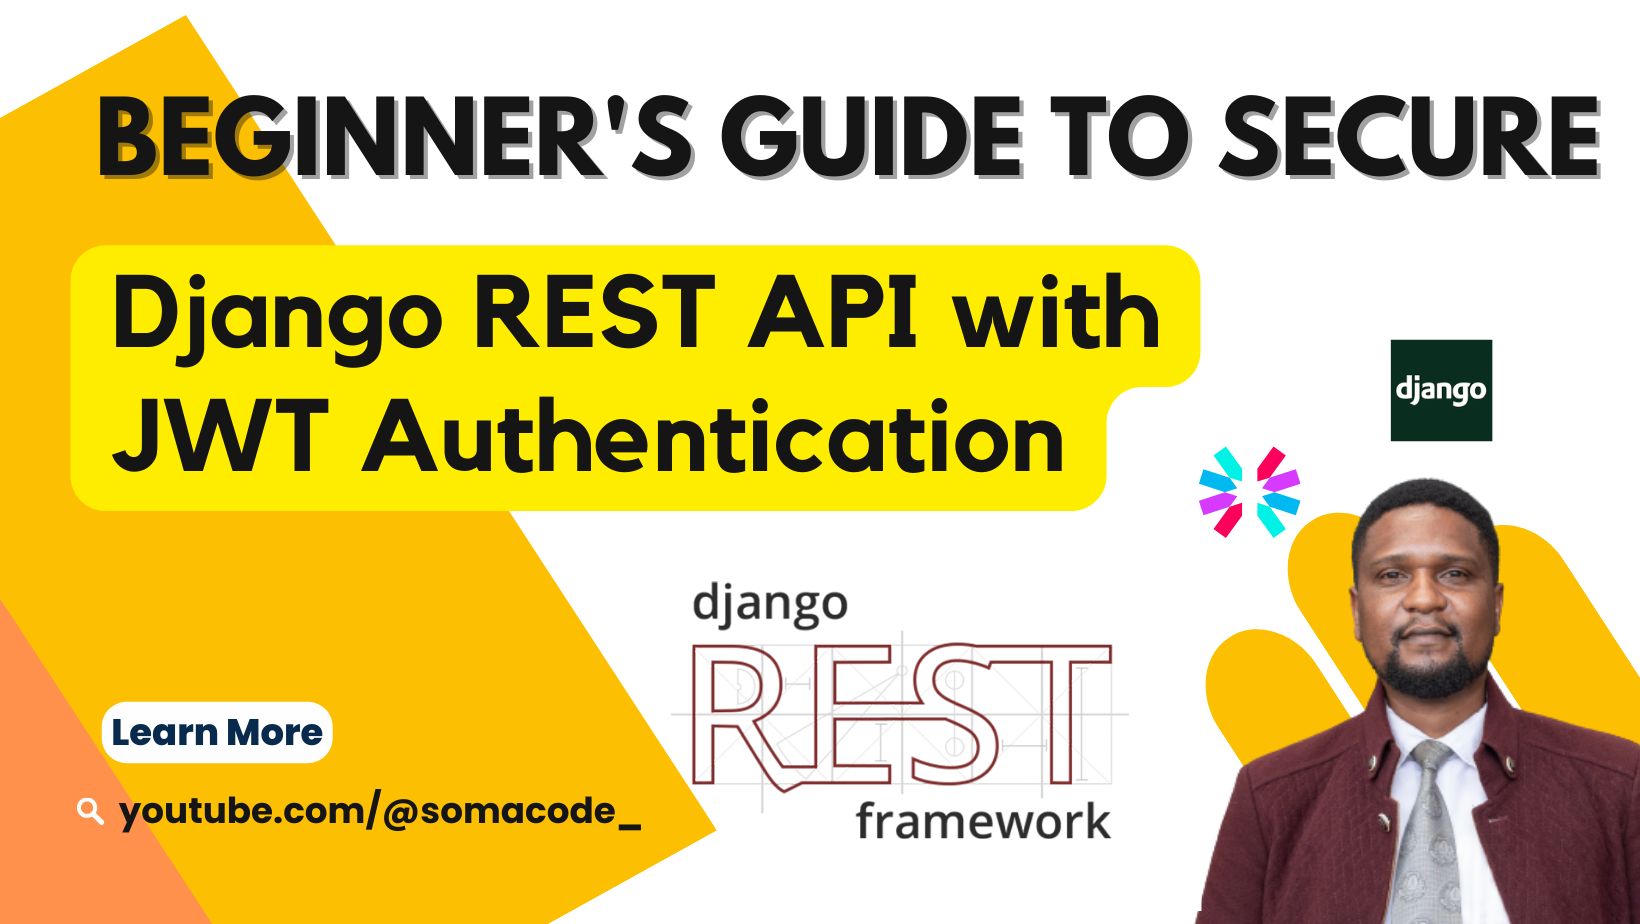 BEGINNER'S GUIDE TO SECURE
Django REST API with
JWT Authentication
django
django
REST
framework
Learn More
youtube.com/@somacode_